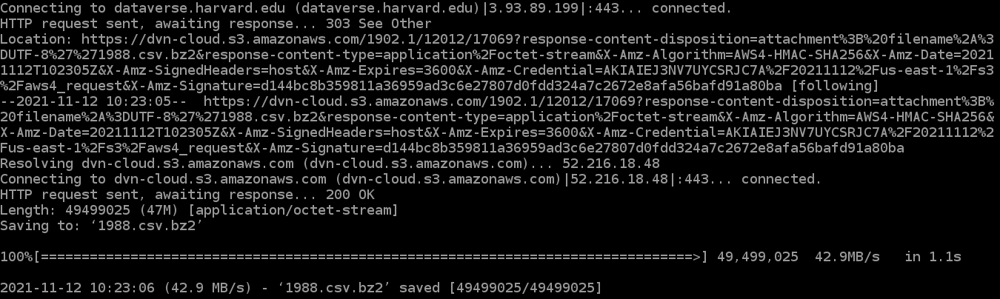 Connecting to dataverse.harvard.edu (dataverse.harvard.edu)|3.93.89.199|:443... connected.
HTTP request sent, awaiting response... 303 See Other
Location: https://dvn-cloud.s3.amazonaws.com/1902.1/12012/17069?response-content-disposition=attachment%3B%20filename%2A%3
DUTF-8%27%271988.csv.bz2&response-content-type=application%2Foctet-stream&X-Amz-Algorithm=AWS4-HMAC-SHA256&X-Amz-Date=2021
1112T102305Z&X-Amz-SignedHeaders=host&X-Amz-Expires=3600&X-Amz-Credential=AKIAIEJ3NV7UYCSRJC7A%2F20211112%2Fus-east-1%2Fs3
%2Faws4_request&X-Amz-Signature=d144bc8b359811a36959ad3c6e27807d0fdd324a7c2672e8afa56bafd91a80ba [following]
--2021-11-12 10:23:05--  https://dvn-cloud.s3.amazonaws.com/1902.1/12012/17069?response-content-disposition=attachment%3B%
20filename%2A%3DUTF-8%27%271988.csv.bz2&response-content-type=application%2Foctet-stream&X-Amz-Algorithm=AWS4-HMAC-SHA256&
X-Amz-Date=20211112T102305Z&X-Amz-SignedHeaders=host&X-Amz-Expires=3600&X-Amz-Credential=AKIAIEJ3NV7UYCSRJC7A%2F20211112%2
Fus-east-1%2Fs3%2Faws4_request&X-Amz-Signature=d144bc8b359811a36959ad3c6e27807d0fdd324a7c2672e8afa56bafd91a80ba
Resolving dvn-cloud.s3.amazonaws.com (dvn-cloud.s3.amazonaws.com)... 52.216.18.48
Connecting to dvn-cloud.s3.amazonaws.com (dvn-cloud.s3.amazonaws.com)|52.216.18.48|:443... connected.
HTTP request sent, awaiting response... 200 OK
Length: 49499025 (47M) [application/octet-stream]
Saving to: ‘1988.csv.bz2’
100%[================================================================================>] 49,499,025  42.9MB/s   in 1.1s
2021-11-12 10:23:06 (42.9 MB/s) - ‘1988.csv.bz2’ saved [49499025/49499025]